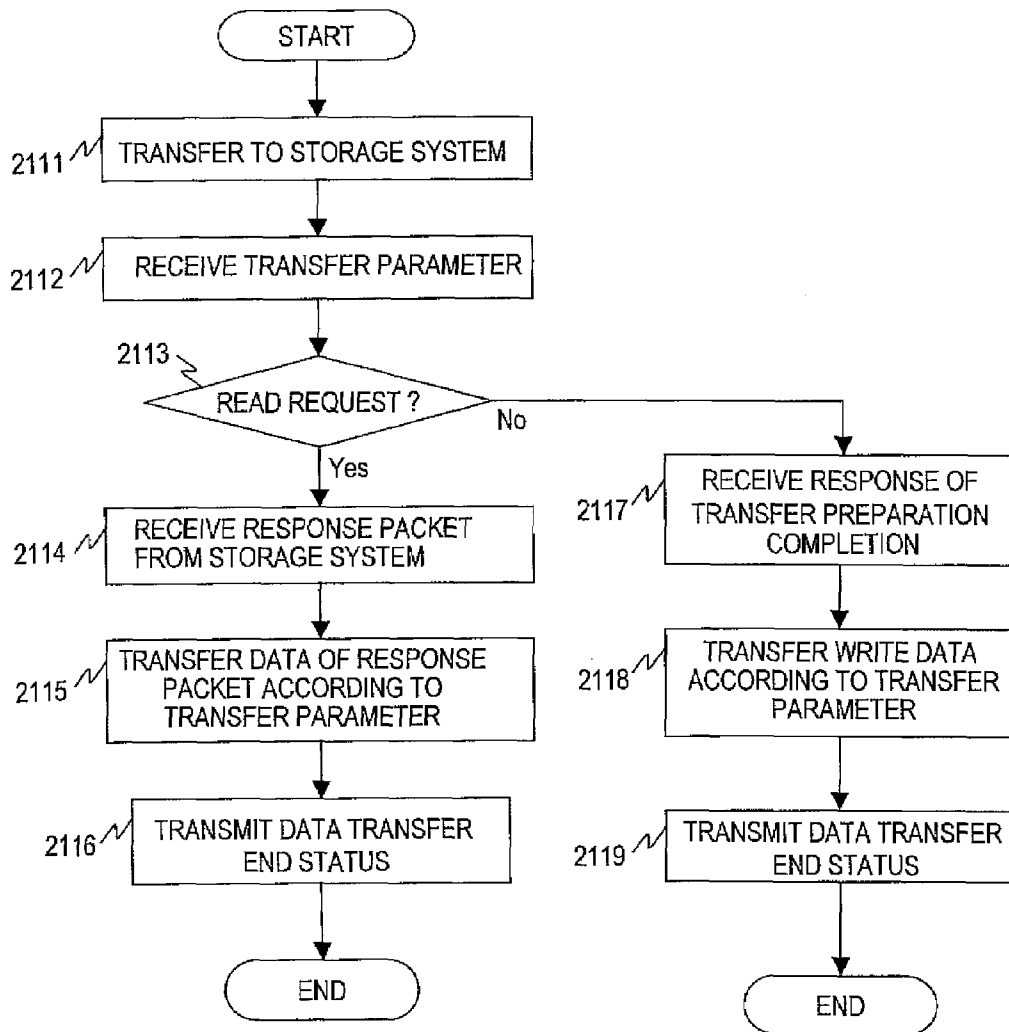 START
2111
TRANSFER TO STORAGE SYSTEM
2112
RECEIVE TRANSFER PARAMETER
2113
READ REQUEST ?
No
Yes
2114
RECEIVE RESPONSE PACKET
FROM STORAGE SYSTEM
2115
TRANSFER DATA OF RESPONSE
PACKET ACCORDING TO
TRANSFER PARAMETER
2116
TRANSMIT DATA TRANSFER
END STATUS
END
2117
RECEIVE RESPONSE OF
TRANSFER PREPARATION
COMPLETION
2118
TRANSFER WRITE DATA
ACCORDING TO TRANSFER
PARAMETER
2119
TRANSMIT DATA TRANSFER
END STATUS
END